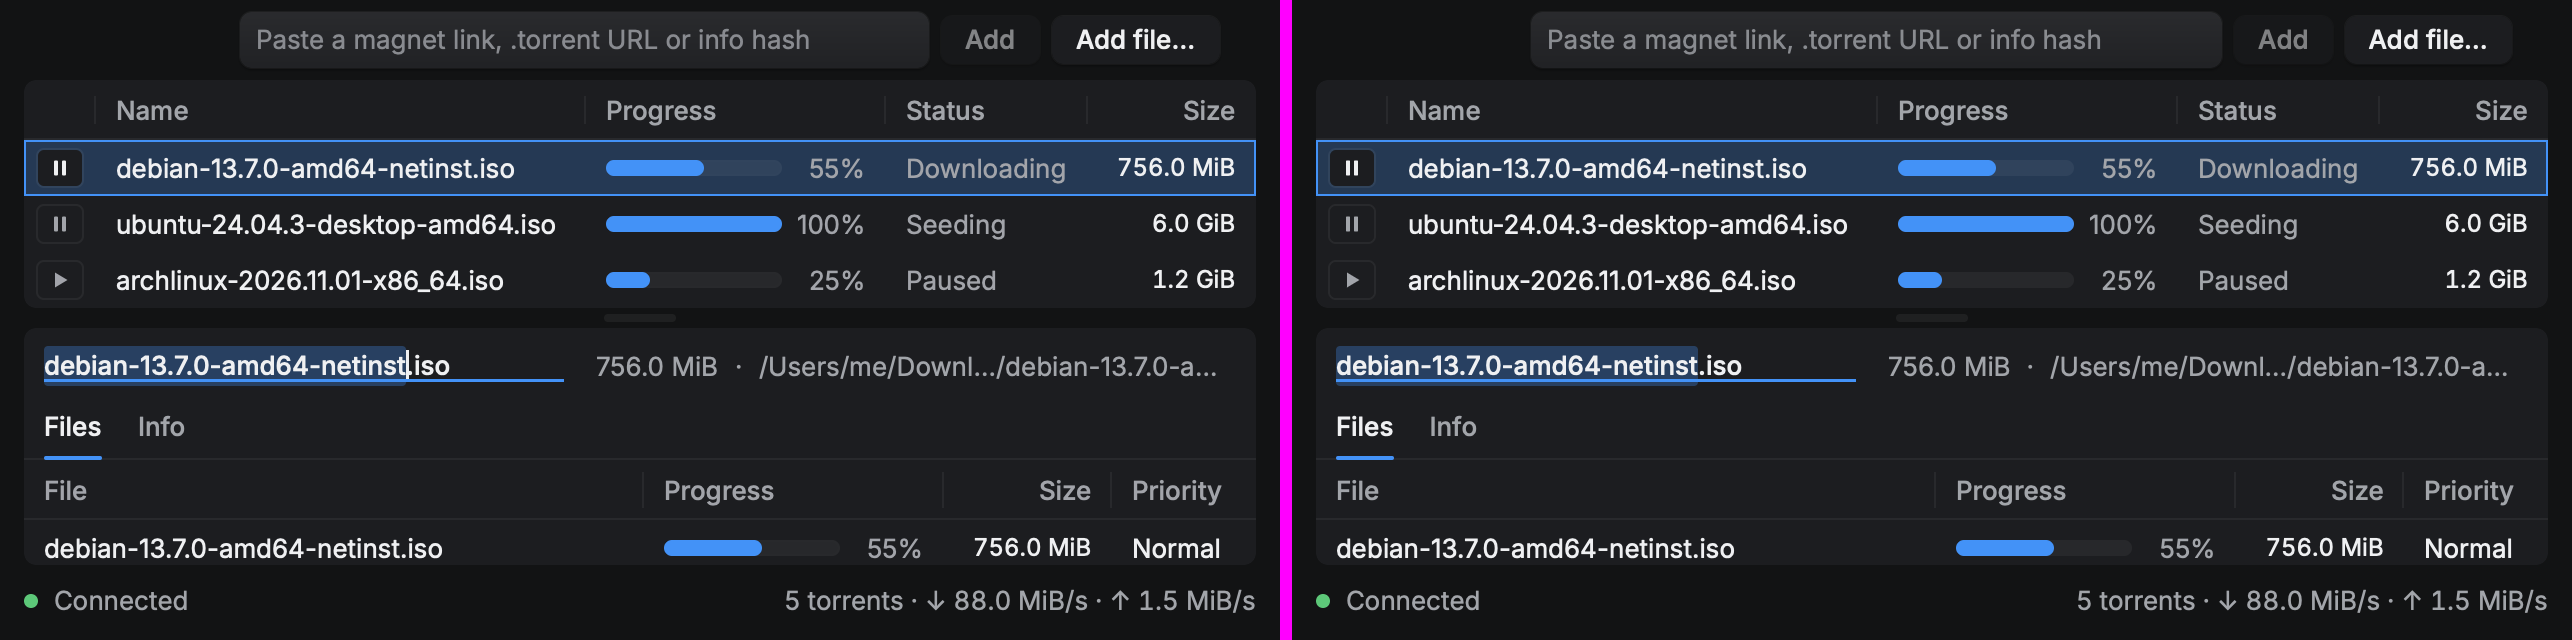 Paste a magnet link, .torrent URL or info hash Add Add file...
Name Progress Status Size
debian-13.7.0-amd64-netinst.iso 55% Downloading 756.0 MiB
ubuntu-24.04.3-desktop-amd64.iso 100% Seeding 6.0 GiB
archlinux-2026.11.01-x86_64.iso 25% Paused 1.2 GiB
debian-13.7.0-amd64-netinst.iso 756.0 MiB · /Users/me/Downl.../debian-13.7.0-a...
Files Info
File Progress Size Priority
debian-13.7.0-amd64-netinst.iso 55% 756.0 MiB Normal
Connected 5 torrents · ↓ 88.0 MiB/s · ↑ 1.5 MiB/s
Paste a magnet link, .torrent URL or info hash Add Add file...
Name Progress Status Size
debian-13.7.0-amd64-netinst.iso 55% Downloading 756.0 MiB
ubuntu-24.04.3-desktop-amd64.iso 100% Seeding 6.0 GiB
archlinux-2026.11.01-x86_64.iso 25% Paused 1.2 GiB
debian-13.7.0-amd64-netinst.iso 756.0 MiB · /Users/me/Downl.../debian-13.7.0-a...
Files Info
File Progress Size Priority
debian-13.7.0-amd64-netinst.iso 55% 756.0 MiB Normal
Connected 5 torrents · ↓ 88.0 MiB/s · ↑ 1.5 MiB/s